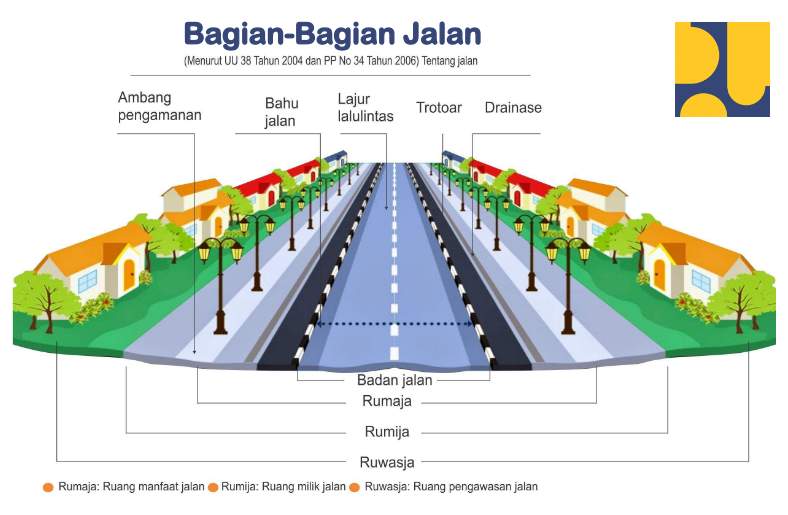 Bagian-Bagian Jalan
(Menurut UU 38 Tahun 2004 dan PP No 34 Tahun 2006) Tentang jalan
Ambang
pengamanan
Bahu
jalan
Lajur
lalulintas
Trotoar
Drainase
Badan jalan
Rumaja
Rumija
Ruwasja
Rumaja: Ruang manfaat jalan Rumija: Ruang milik jalan Ruwasja: Ruang pengawasan jalan